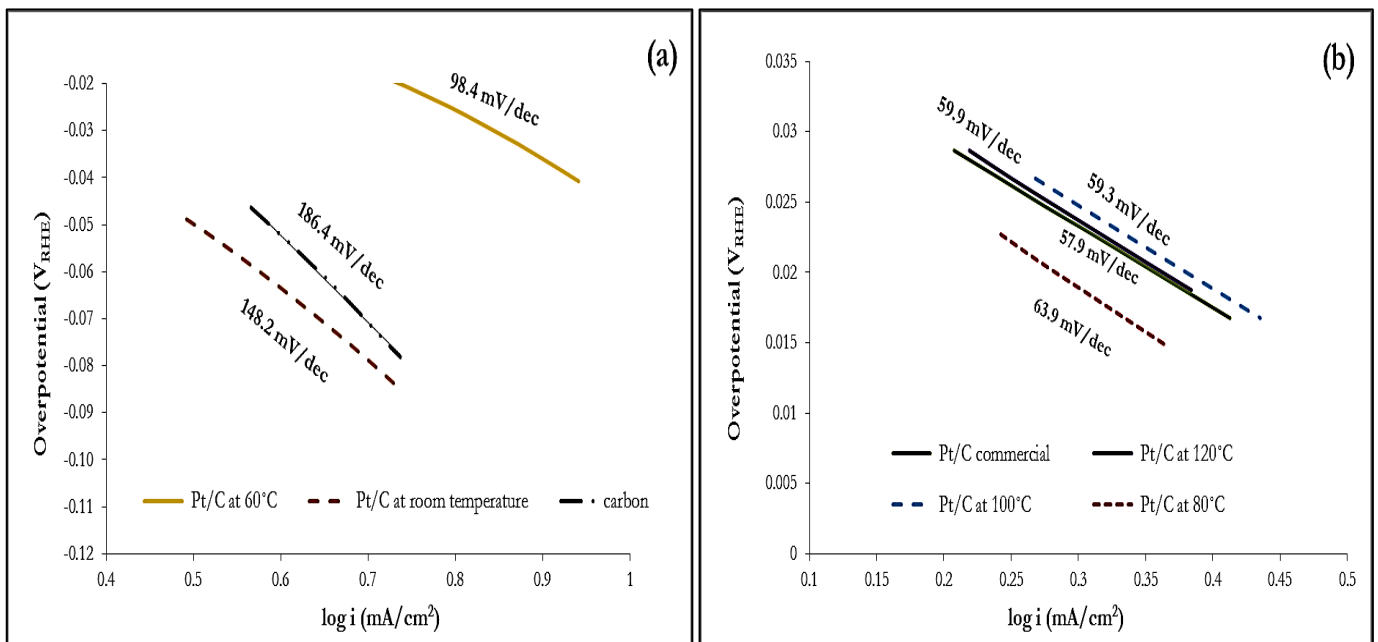 (a)
-0.02
-0.03
-0.04
-0.05
-0.06
-0.07
-0.08
-0.09
-0.10
-0.11
-0.12
Overpotential (V_RHE)
98.4 mV/dec
186.4 mV/dec
148.2 mV/dec
Pt/C at 60°C Pt/C at room temperature carbon
0.4 0.5 0.6 0.7 0.8 0.9 1
log i (mA/cm²)
(b)
0.035
0.03
0.025
0.02
0.015
0.01
0.005
0
Overpotential (V_RHE)
59.9 mV/dec
59.3 mV/dec
57.9 mV/dec
63.9 mV/dec
Pt/C commercial Pt/C at 120°C
Pt/C at 100°C Pt/C at 80°C
0.1 0.15 0.2 0.25 0.3 0.35 0.4 0.45 0.5
log i (mA/cm²)